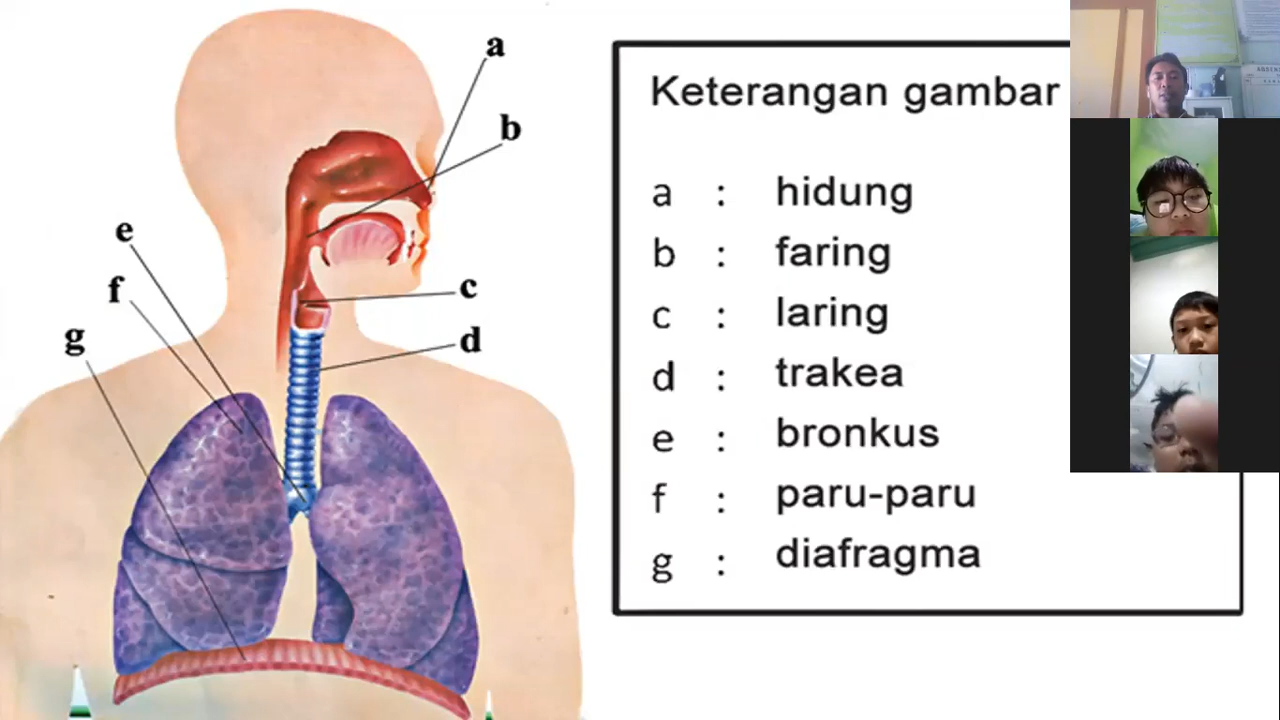 a
b
e
f
c
g
d
Keterangan gambar
a : hidung
b : faring
c : laring
d : trakea
e : bronkus
f : paru-paru
g : diafragma